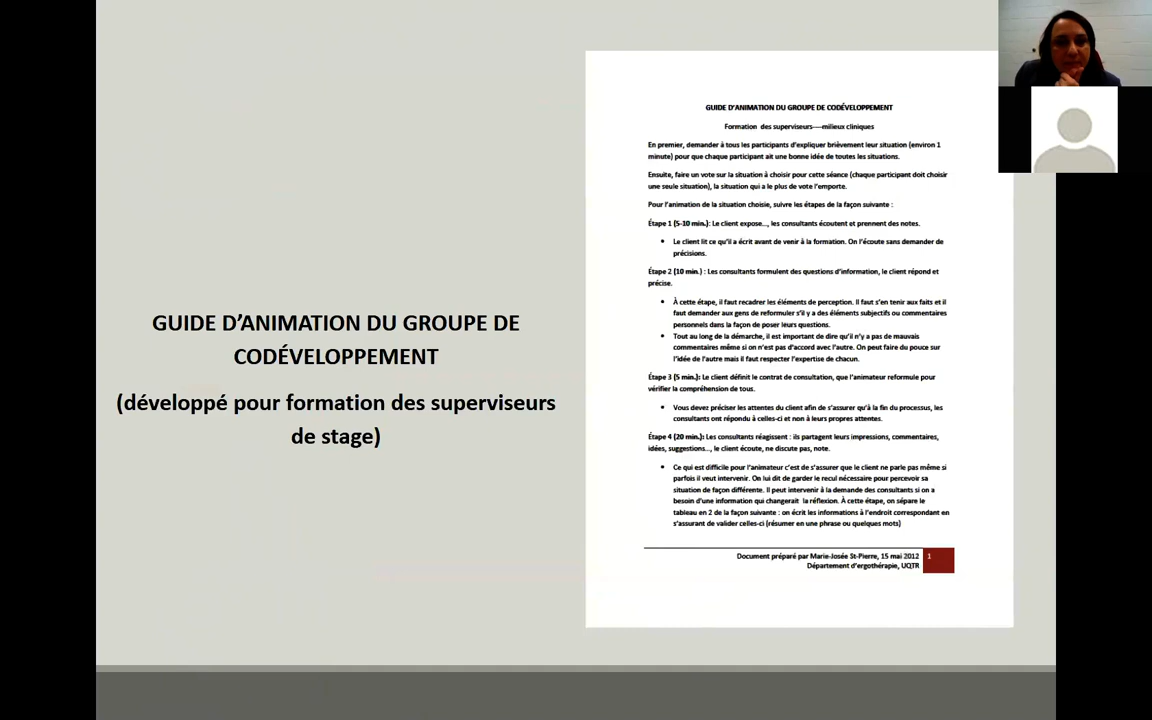 GUIDE D'ANIMATION DU GROUPE DE
CODÉVELOPPEMENT
(développé pour formation des superviseurs
de stage)
GUIDE D'ANIMATION DU GROUPE DE CODÉVELOPPEMENT
Formation des superviseurs----milieux cliniques
En premier, demander à tous les participants d'expliquer brièvement leur situation (environ 1
minute) pour que chaque participant ait une bonne idée de toutes les situations.
Ensuite, faire un vote sur la situation à choisir pour cette séance (chaque participant doit choisir
une seule situation), la situation qui a le plus de vote l'emporte.
Pour l'animation de la situation choisie, suivre les étapes de la façon suivante :
Étape 1 (5-10 min.): Le client expose…, les consultants écoutent et prennent des notes.
• Le client lit ce qu'il a écrit avant de venir à la formation. On l'écoute sans demander de
précisions.
Étape 2 (10 min.) : Les consultants formulent des questions d'information, le client répond et
précise.
• À cette étape, il faut recadrer les éléments de perception. Il faut s'en tenir aux faits et il
faut demander aux gens de reformuler s'il y a des éléments subjectifs ou commentaires
personnels dans la façon de poser leurs questions.
• Tout au long de la démarche, il est important de dire qu'il n'y a pas de mauvais
commentaires même si on n'est pas d'accord avec l'autre. On peut faire du pouce sur
l'idée de l'autre mais il faut respecter l'expertise de chacun.
Étape 3 (5 min.): Le client définit le contrat de consultation, que l'animateur reformule pour
vérifier la compréhension de tous.
• Vous devez préciser les attentes du client afin de s'assurer qu'à la fin du processus, les
consultants ont répondu à celles-ci et non à leurs propres attentes.
Étape 4 (20 min.): Les consultants réagissent : ils partagent leurs impressions, commentaires,
idées, suggestions…, le client écoute, ne discute pas, note.
• Ce qui est difficile pour l'animateur c'est de s'assurer que le client ne parle pas même si
parfois il veut intervenir. On lui dit de garder le recul nécessaire pour percevoir sa
situation de façon différente. Il peut intervenir à la demande des consultants si on a
besoin d'une information qui changerait la réflexion. À cette étape, on sépare le
tableau en 2 de la façon suivante : on écrit les informations à l'endroit correspondant en
s'assurant de valider celles-ci (résumer en une phrase ou quelques mots)
Document préparé par Marie-Josée St-Pierre, 15 mai 2012
Département d'ergothérapie, UQTR
1